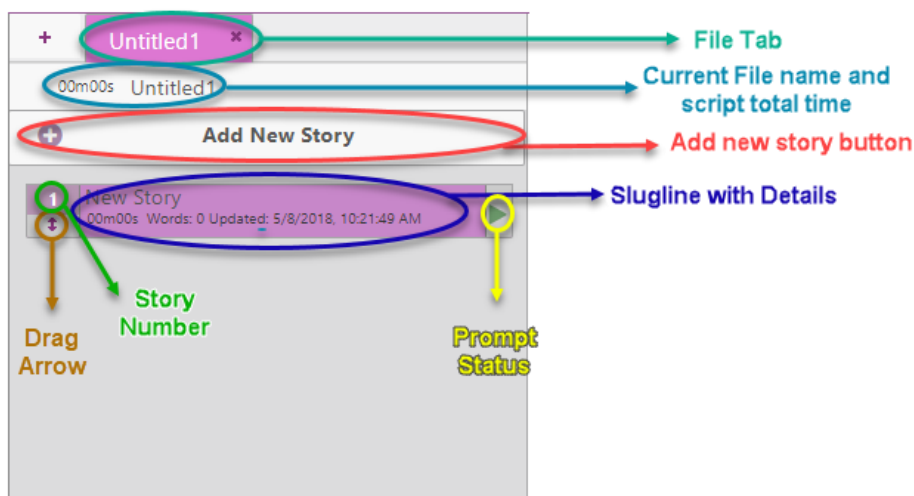 + Untitled1 ×
File Tab
00m00s Untitled1
Current File name and
script total time
Add New Story
Add new story button
1 New Story
00m00s Words: 0 Updated: 5/8/2018, 10:21:49 AM
Slugline with Details
Story
Number
Drag
Arrow
Prompt
Status